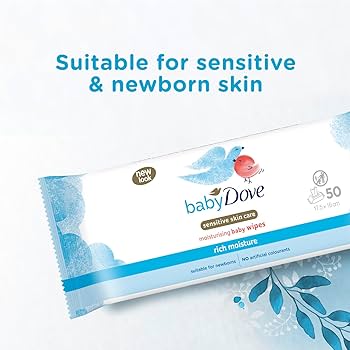 Suitable for sensitive
& newborn skin
new
look
baby Dove
sensitive skin care
moisturising baby wipes
rich moisture
suitable for newborns
NO artificial colourants
50